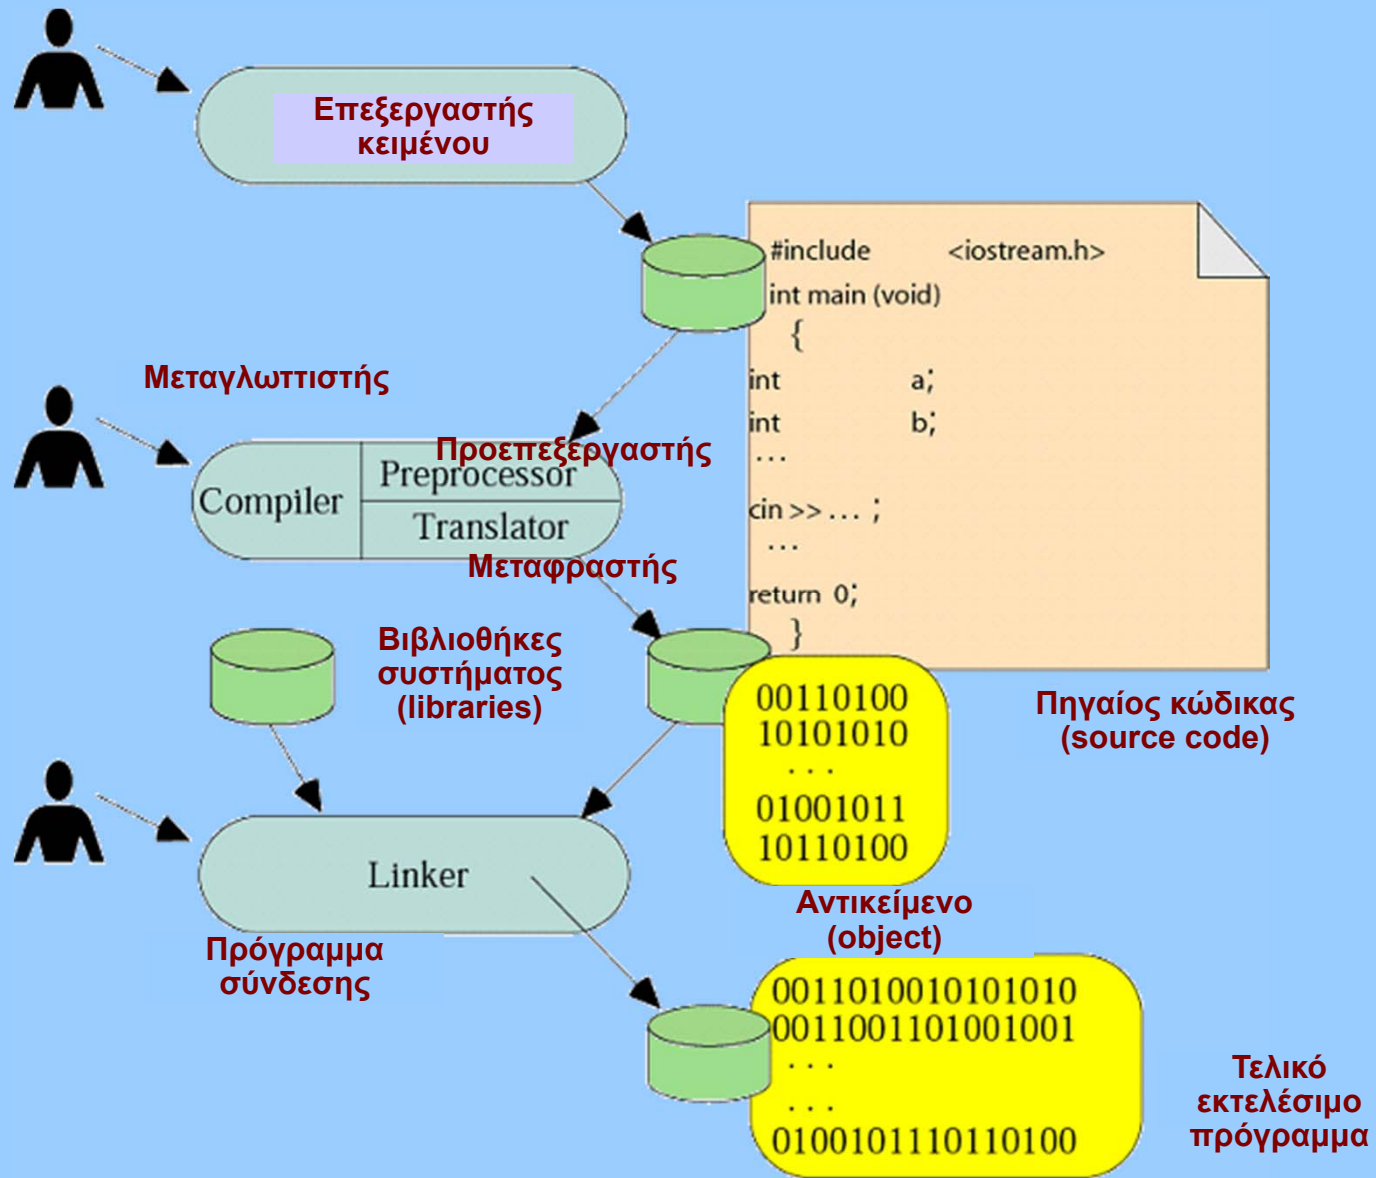 Επεξεργαστής
κειμένου
#include <iostream.h>
int main (void)
{
int a;
int b;
...
cin >> ... ;
...
return 0;
}
Μεταγλωττιστής
Προεπεξεργαστής
Compiler
Preprocessor
Translator
Μεταφραστής
Βιβλιοθήκες
συστήματος
(libraries)
Πηγαίος κώδικας
(source code)
00110100
10101010
...
01001011
10110100
Αντικείμενο
(object)
Linker
Πρόγραμμα
σύνδεσης
0011010010101010
0011001101001001
...
...
0100101110110100
Τελικό
εκτελέσιμο
πρόγραμμα